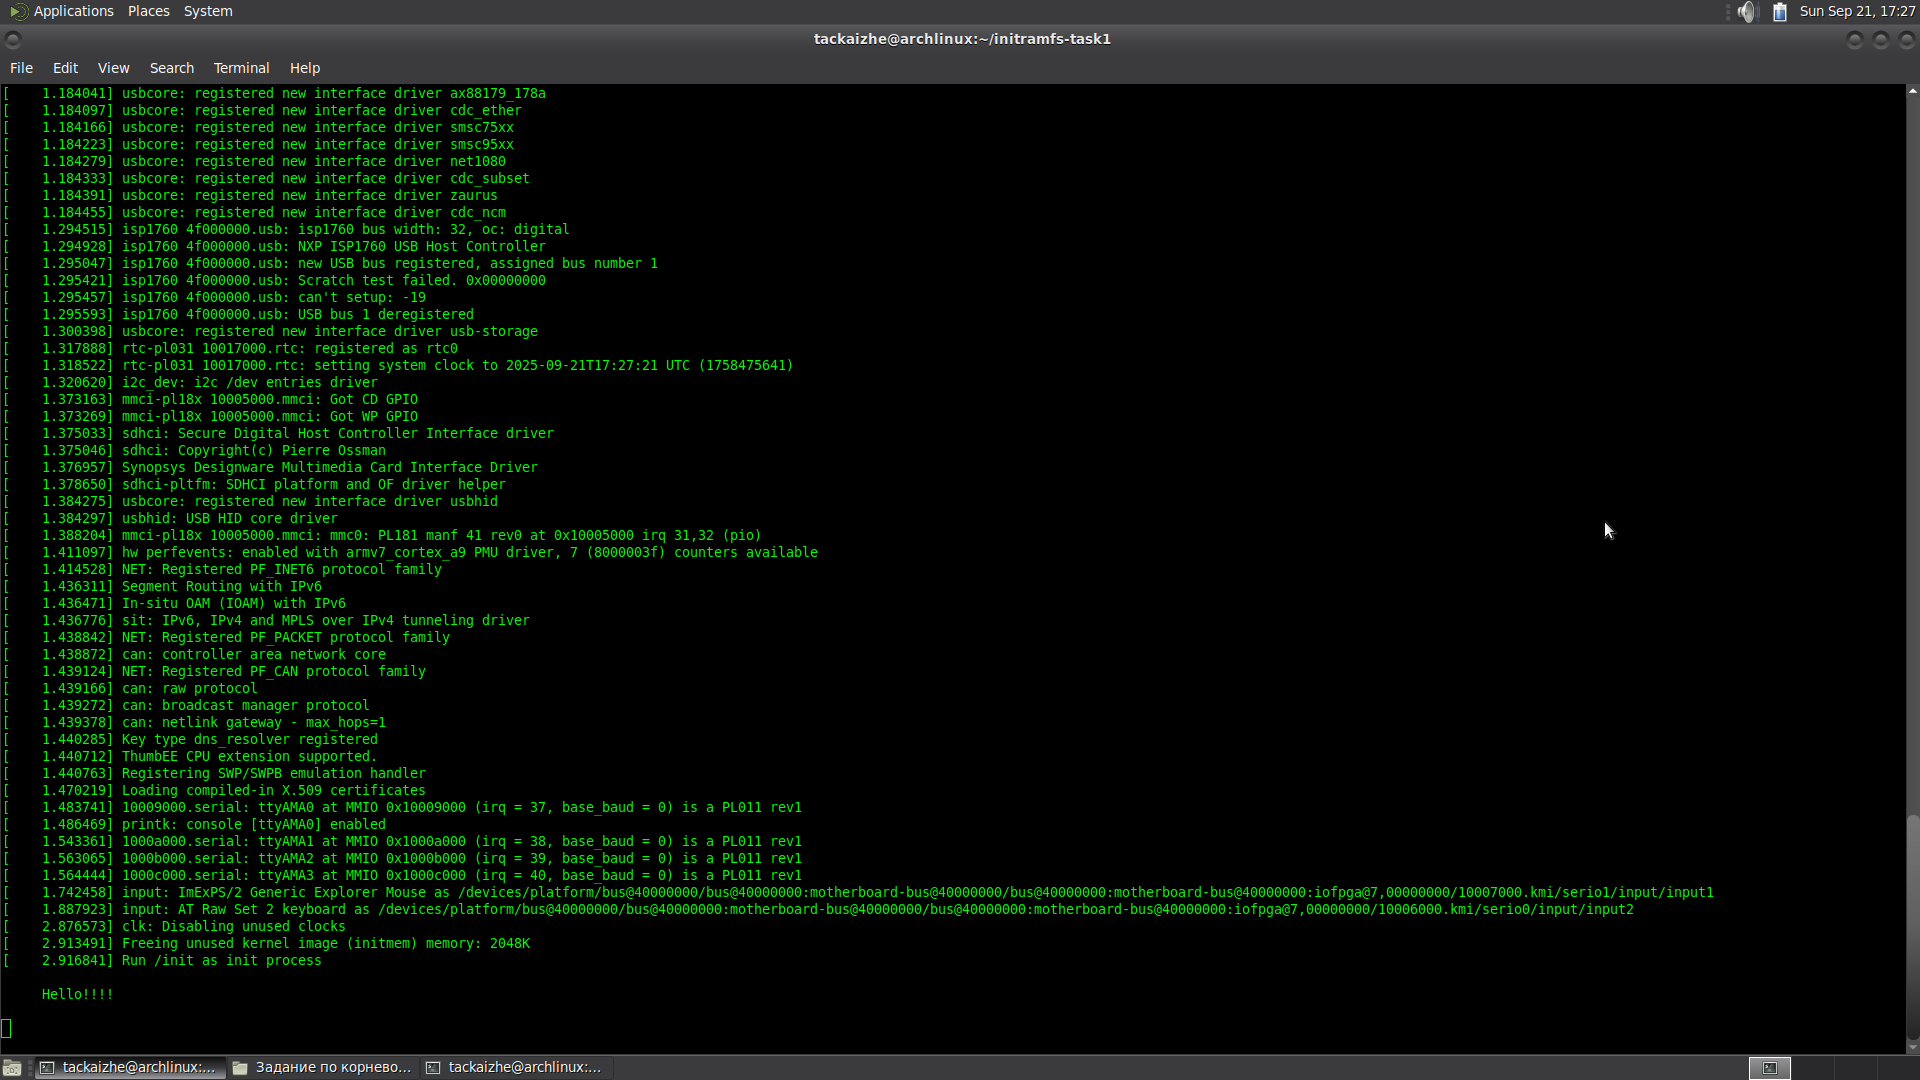 Applications Places System Sun Sep 21, 17:27
tackaizhe@archlinux:~/initramfs-task1
File Edit View Search Terminal Help
[    1.184041] usbcore: registered new interface driver ax88179_178a
[    1.184097] usbcore: registered new interface driver cdc_ether
[    1.184166] usbcore: registered new interface driver smsc75xx
[    1.184223] usbcore: registered new interface driver smsc95xx
[    1.184279] usbcore: registered new interface driver net1080
[    1.184333] usbcore: registered new interface driver cdc_subset
[    1.184391] usbcore: registered new interface driver zaurus
[    1.184455] usbcore: registered new interface driver cdc_ncm
[    1.294515] isp1760 4f000000.usb: isp1760 bus width: 32, oc: digital
[    1.294928] isp1760 4f000000.usb: NXP ISP1760 USB Host Controller
[    1.295047] isp1760 4f000000.usb: new USB bus registered, assigned bus number 1
[    1.295421] isp1760 4f000000.usb: Scratch test failed. 0x00000000
[    1.295457] isp1760 4f000000.usb: can't setup: -19
[    1.295593] isp1760 4f000000.usb: USB bus 1 deregistered
[    1.300398] usbcore: registered new interface driver usb-storage
[    1.317888] rtc-pl031 10017000.rtc: registered as rtc0
[    1.318522] rtc-pl031 10017000.rtc: setting system clock to 2025-09-21T17:27:21 UTC (1758475641)
[    1.320620] i2c_dev: i2c /dev entries driver
[    1.373163] mmci-pl18x 10005000.mmci: Got CD GPIO
[    1.373269] mmci-pl18x 10005000.mmci: Got WP GPIO
[    1.375033] sdhci: Secure Digital Host Controller Interface driver
[    1.375046] sdhci: Copyright(c) Pierre Ossman
[    1.376957] Synopsys Designware Multimedia Card Interface Driver
[    1.378650] sdhci-pltfm: SDHCI platform and OF driver helper
[    1.384275] usbcore: registered new interface driver usbhid
[    1.384297] usbhid: USB HID core driver
[    1.388204] mmci-pl18x 10005000.mmci: mmc0: PL181 manf 41 rev0 at 0x10005000 irq 31,32 (pio)
[    1.411097] hw perfevents: enabled with armv7_cortex_a9 PMU driver, 7 (8000003f) counters available
[    1.414528] NET: Registered PF_INET6 protocol family
[    1.436311] Segment Routing with IPv6
[    1.436471] In-situ OAM (IOAM) with IPv6
[    1.436776] sit: IPv6, IPv4 and MPLS over IPv4 tunneling driver
[    1.438842] NET: Registered PF_PACKET protocol family
[    1.438872] can: controller area network core
[    1.439124] NET: Registered PF_CAN protocol family
[    1.439166] can: raw protocol
[    1.439272] can: broadcast manager protocol
[    1.439378] can: netlink gateway - max_hops=1
[    1.440285] Key type dns_resolver registered
[    1.440712] ThumbEE CPU extension supported.
[    1.440763] Registering SWP/SWPB emulation handler
[    1.470219] Loading compiled-in X.509 certificates
[    1.483741] 10009000.serial: ttyAMA0 at MMIO 0x10009000 (irq = 37, base_baud = 0) is a PL011 rev1
[    1.486469] printk: console [ttyAMA0] enabled
[    1.543361] 1000a000.serial: ttyAMA1 at MMIO 0x1000a000 (irq = 38, base_baud = 0) is a PL011 rev1
[    1.563065] 1000b000.serial: ttyAMA2 at MMIO 0x1000b000 (irq = 39, base_baud = 0) is a PL011 rev1
[    1.564444] 1000c000.serial: ttyAMA3 at MMIO 0x1000c000 (irq = 40, base_baud = 0) is a PL011 rev1
[    1.742458] input: ImExPS/2 Generic Explorer Mouse as /devices/platform/bus@40000000/bus@40000000:motherboard-bus@40000000/bus@40000000:motherboard-bus@40000000:iofpga@7,00000000/10007000.kmi/serio1/input/input1
[    1.887923] input: AT Raw Set 2 keyboard as /devices/platform/bus@40000000/bus@40000000:motherboard-bus@40000000/bus@40000000:motherboard-bus@40000000:iofpga@7,00000000/10006000.kmi/serio0/input/input2
[    2.876573] clk: Disabling unused clocks
[    2.913491] Freeing unused kernel image (initmem) memory: 2048K
[    2.916841] Run /init as init process
Hello!!!!
tackaizhe@archlinux:... Задание по корнево... tackaizhe@archlinux:...